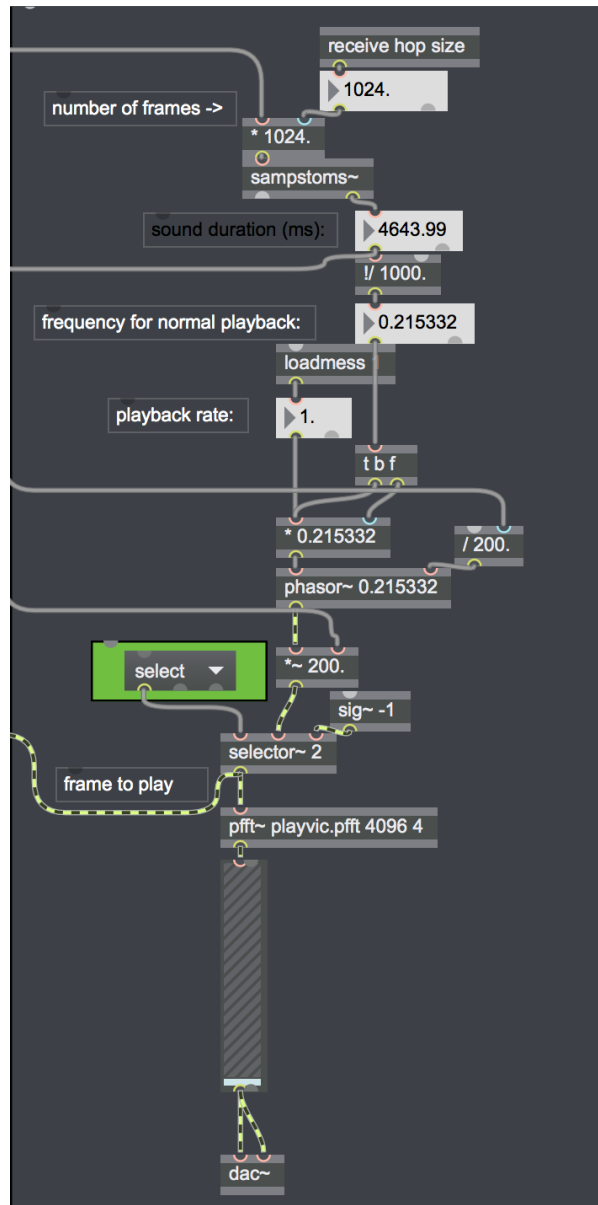 receive hop size
1024.
number of frames ->
* 1024.
sampstoms~
sound duration (ms):
4643.99
!/ 1000.
frequency for normal playback:
0.215332
loadmess
playback rate:
1.
t b f
* 0.215332
/ 200.
phasor~ 0.215332
select
*~ 200.
sig~ -1
selector~ 2
frame to play
pfft~ playvic.pfft 4096 4
dac~